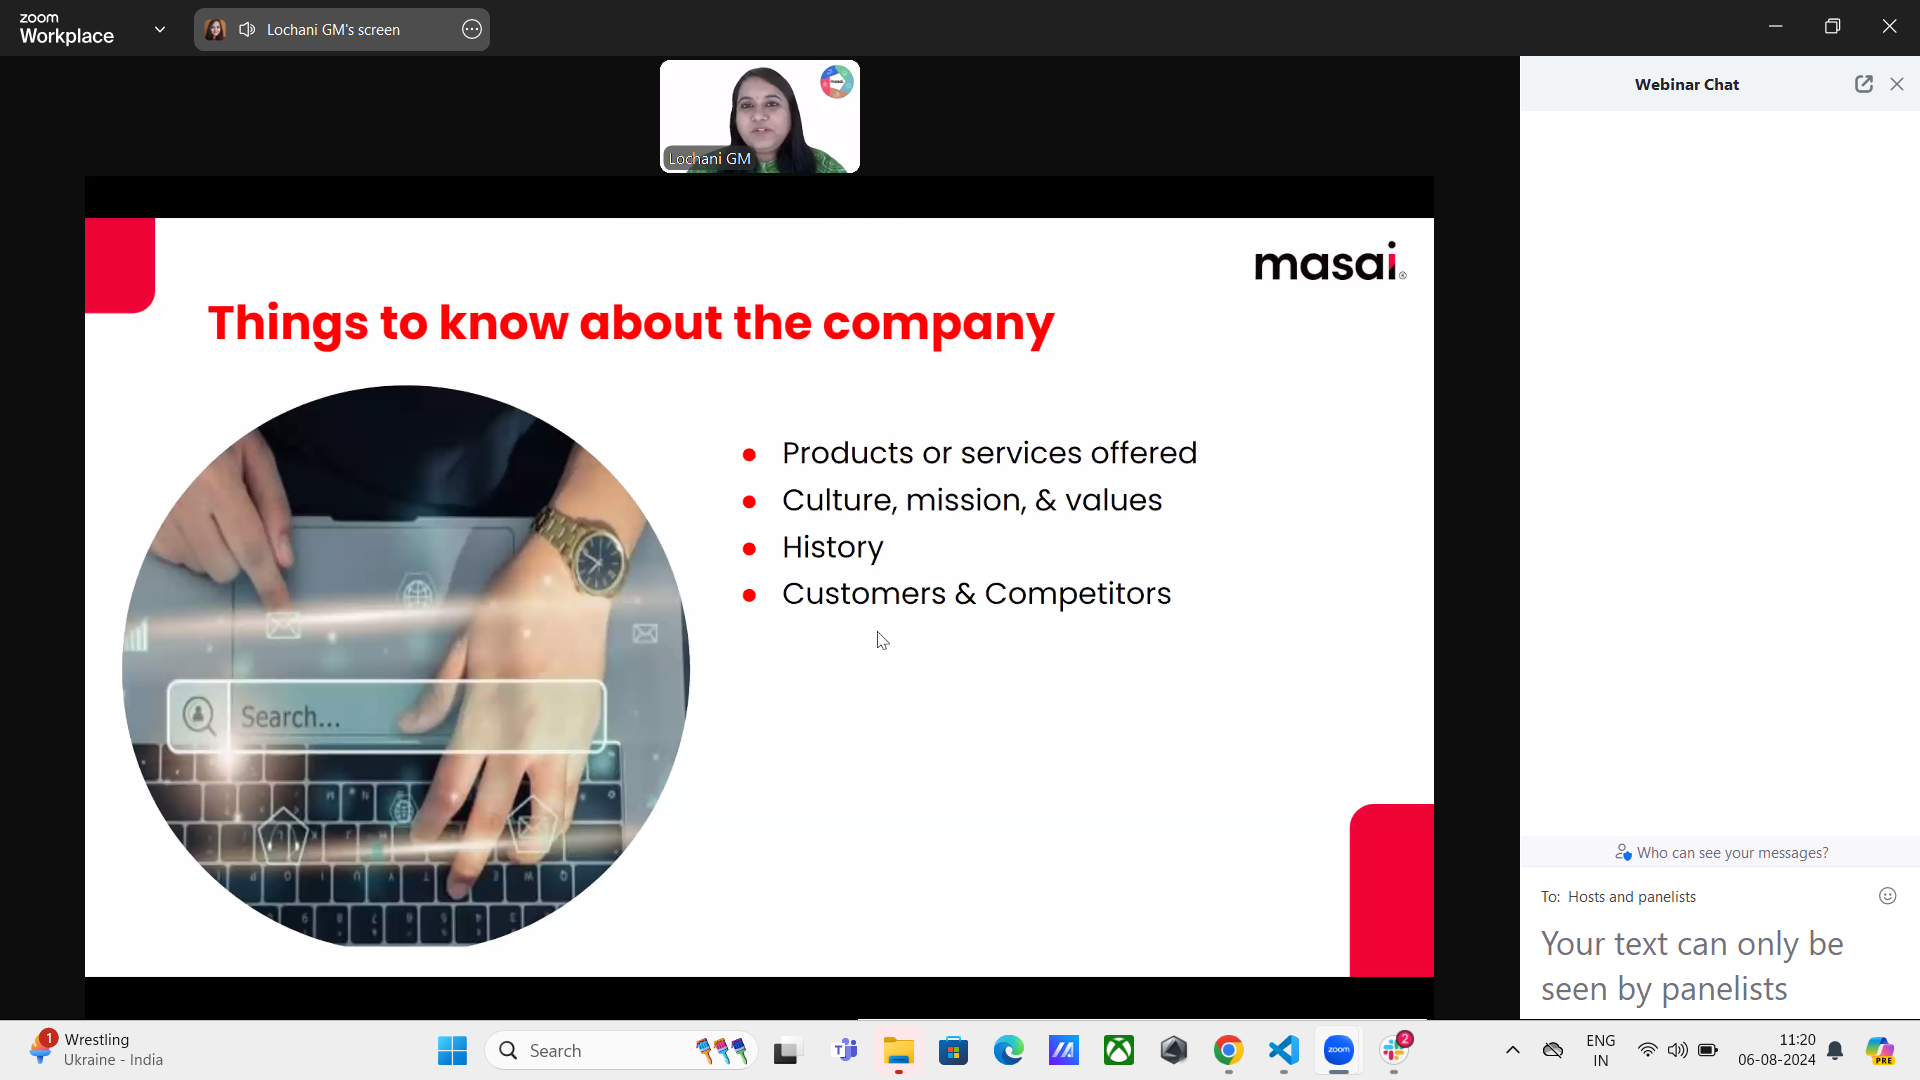 zoom
Workplace
Lochani GM's screen
Lochani GM
masai
Things to know about the company
Products or services offered
Culture, mission, & values
History
Customers & Competitors
Search...
Webinar Chat
Who can see your messages?
To: Hosts and panelists
Your text can only be
seen by panelists
1
Wrestling
Ukraine - India
Search
zoom
2
ENG
IN
11:20
06-08-2024
PRE